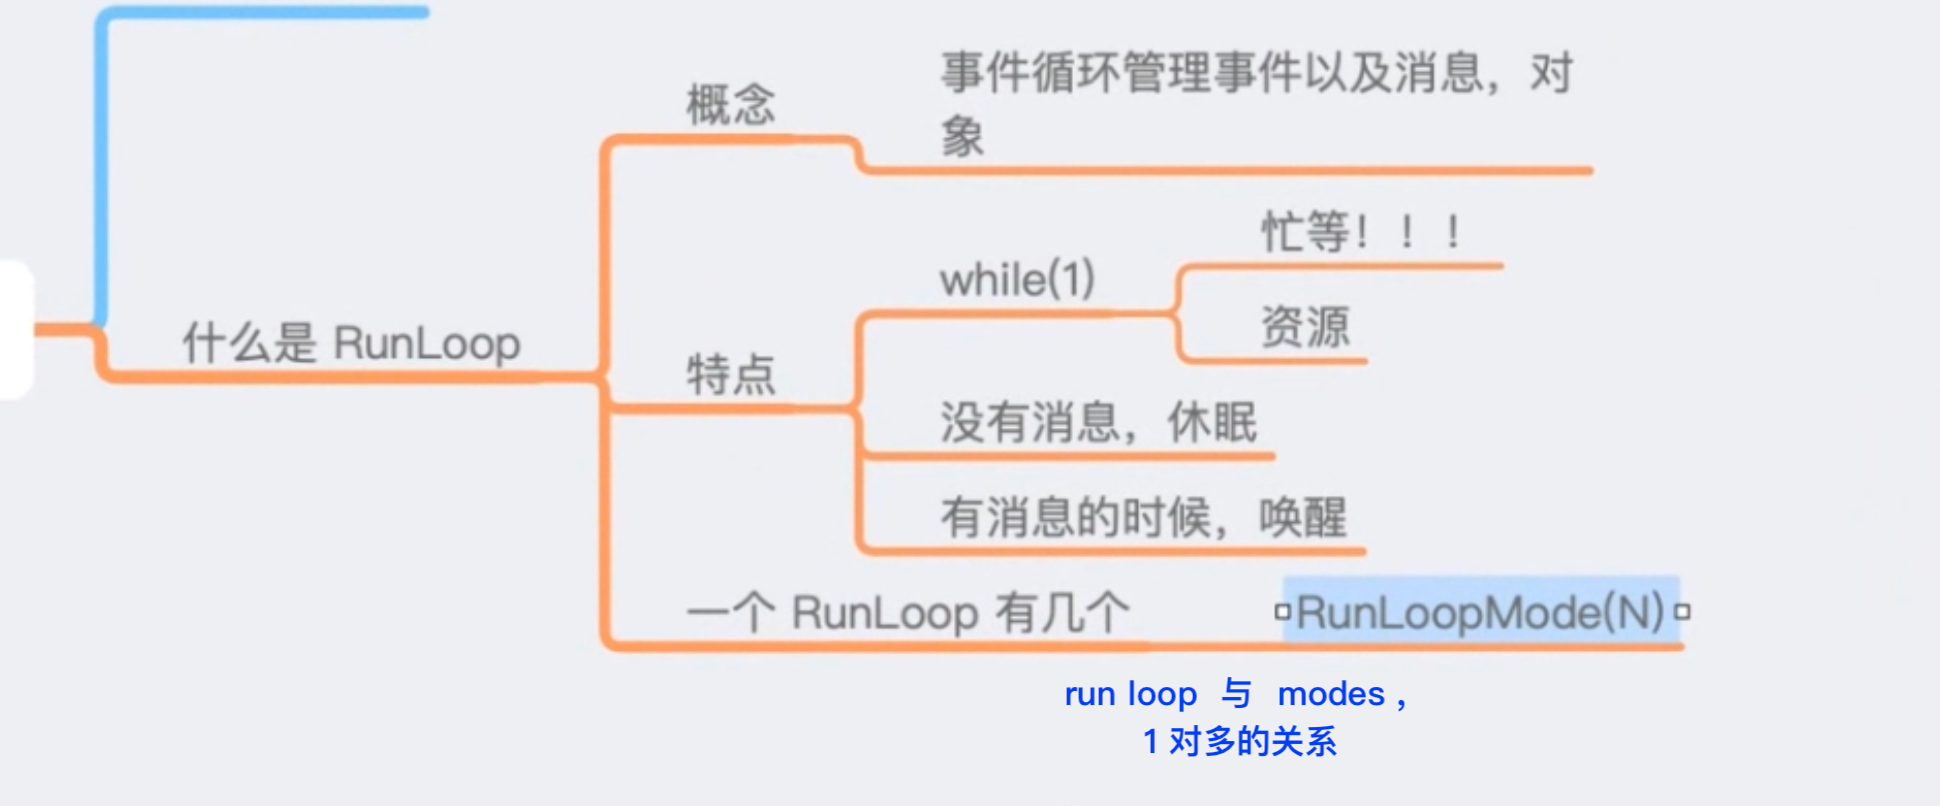 概念
事件循环管理事件以及消息，对
象
什么是 RunLoop
特点
while(1)
忙等！！！
资源
没有消息，休眠
有消息的时候，唤醒
一个 RunLoop 有几个 RunLoopMode(N)
run loop 与 modes，
1 对多的关系